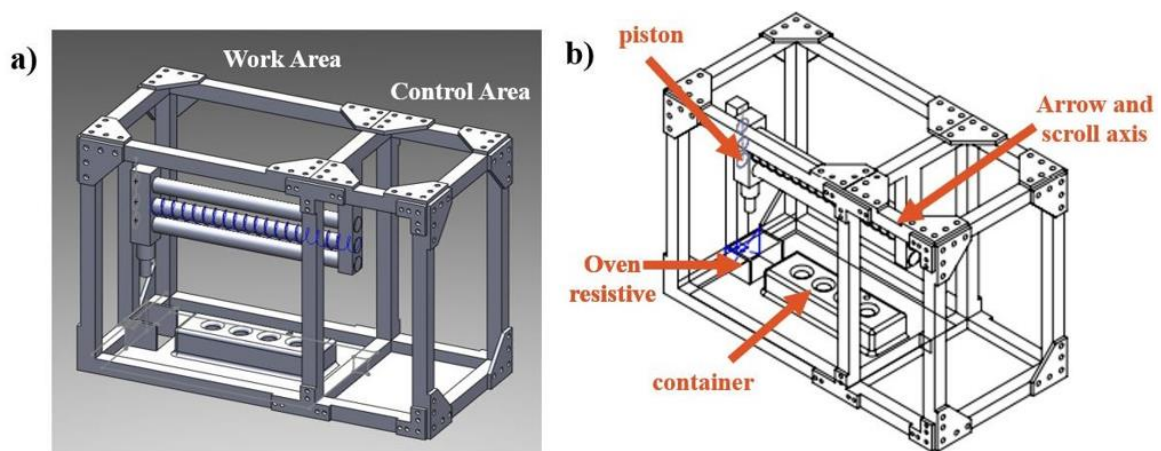 a)
Work Area
Control Area
b)
piston
Arrow and
scroll axis
Oven
resistive
container